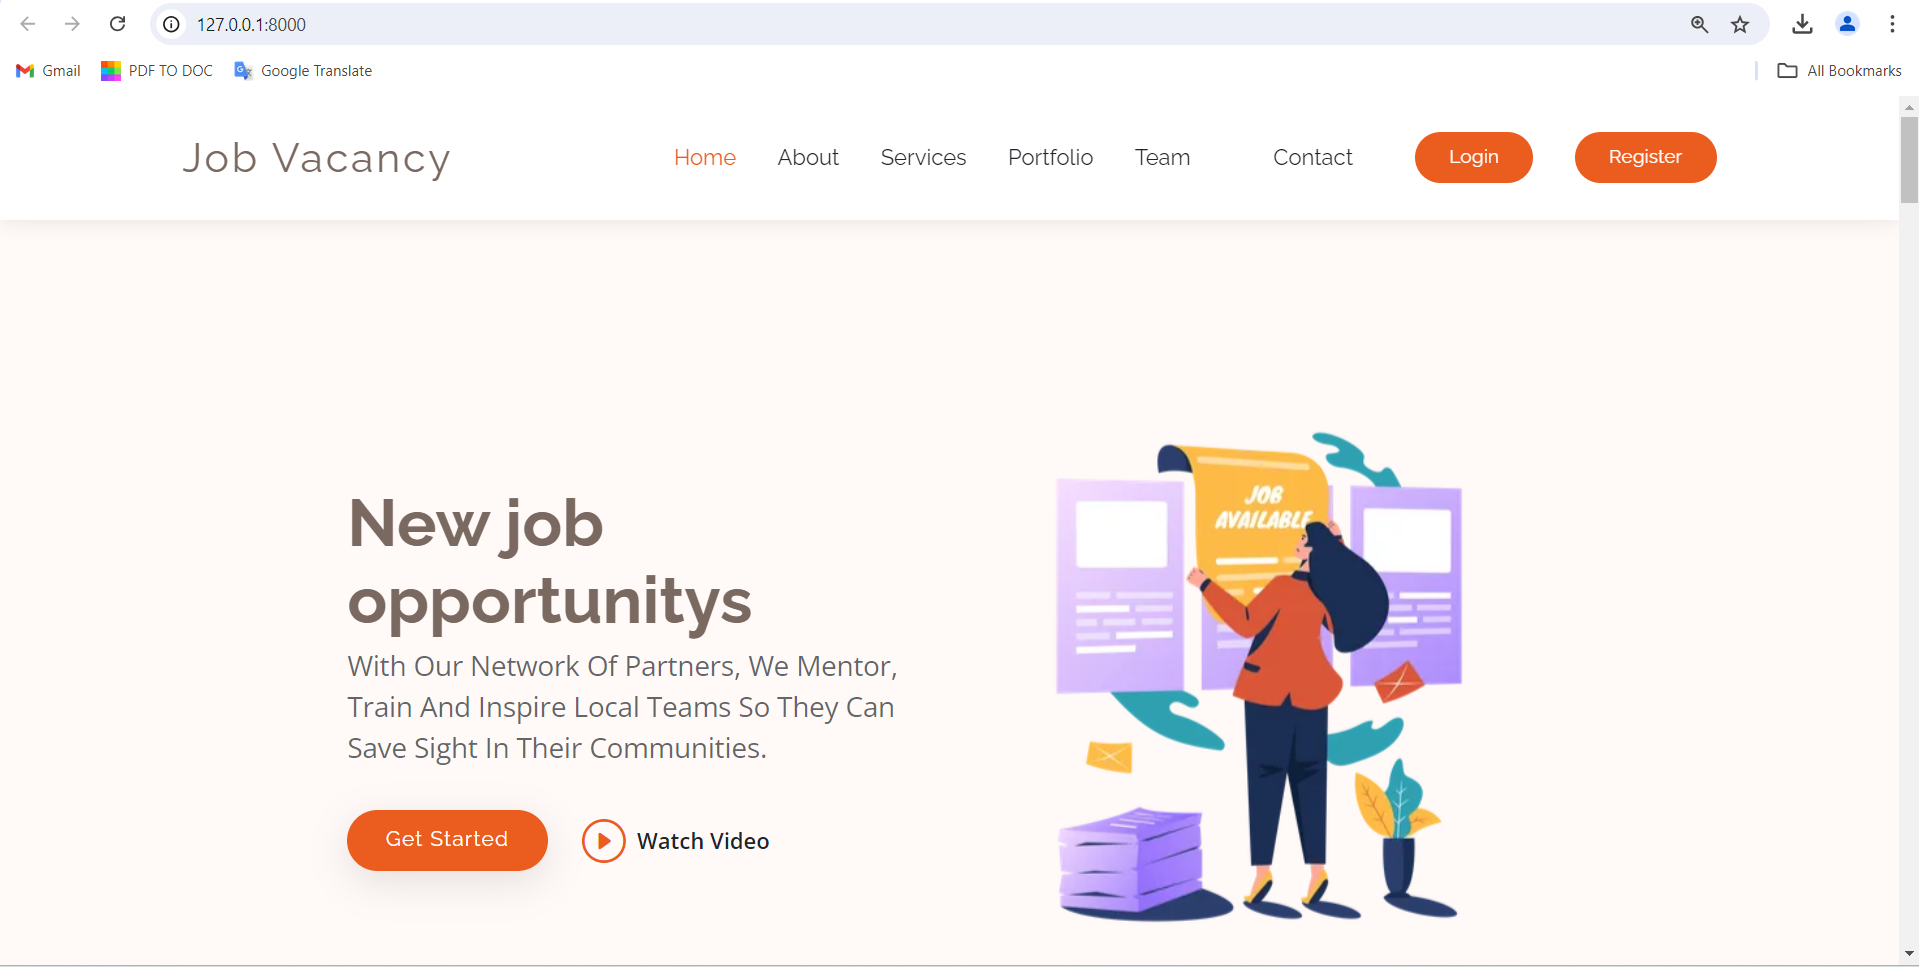 127.0.0.1:8000
Gmail PDF TO DOC Google Translate All Bookmarks
Job Vacancy Home About Services Portfolio Team Contact Login Register
New job
opportunitys
With Our Network Of Partners, We Mentor,
Train And Inspire Local Teams So They Can
Save Sight In Their Communities.
Get Started Watch Video
JOB
AVAILABLE